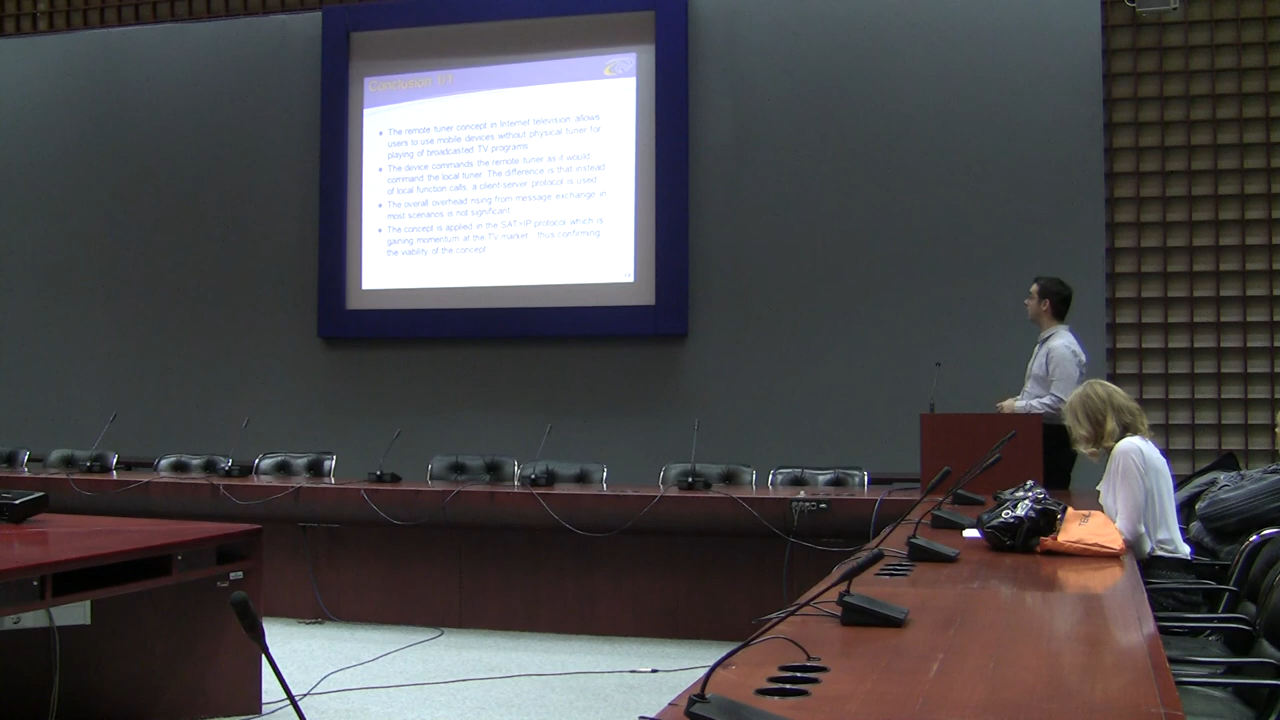 Conclusion 1/1
The remote tuner concept in Internet television allows
users to use mobile devices without physical tuner for
playing of broadcasted TV programs
The device commands the remote tuner as it would
command the local tuner. The difference is that instead
of local function calls, a client-server protocol is used
The overall overhead rising from message exchange in
most scenarios is not significant
The concept is applied in the SAT>IP protocol which is
gaining momentum at the TV market, thus confirming
the viability of the concept